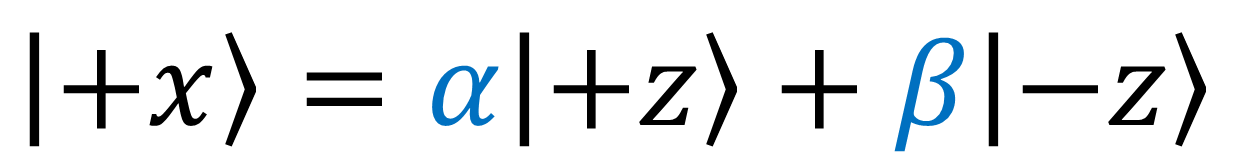 |+x⟩ = α|+z⟩ + β|−z⟩